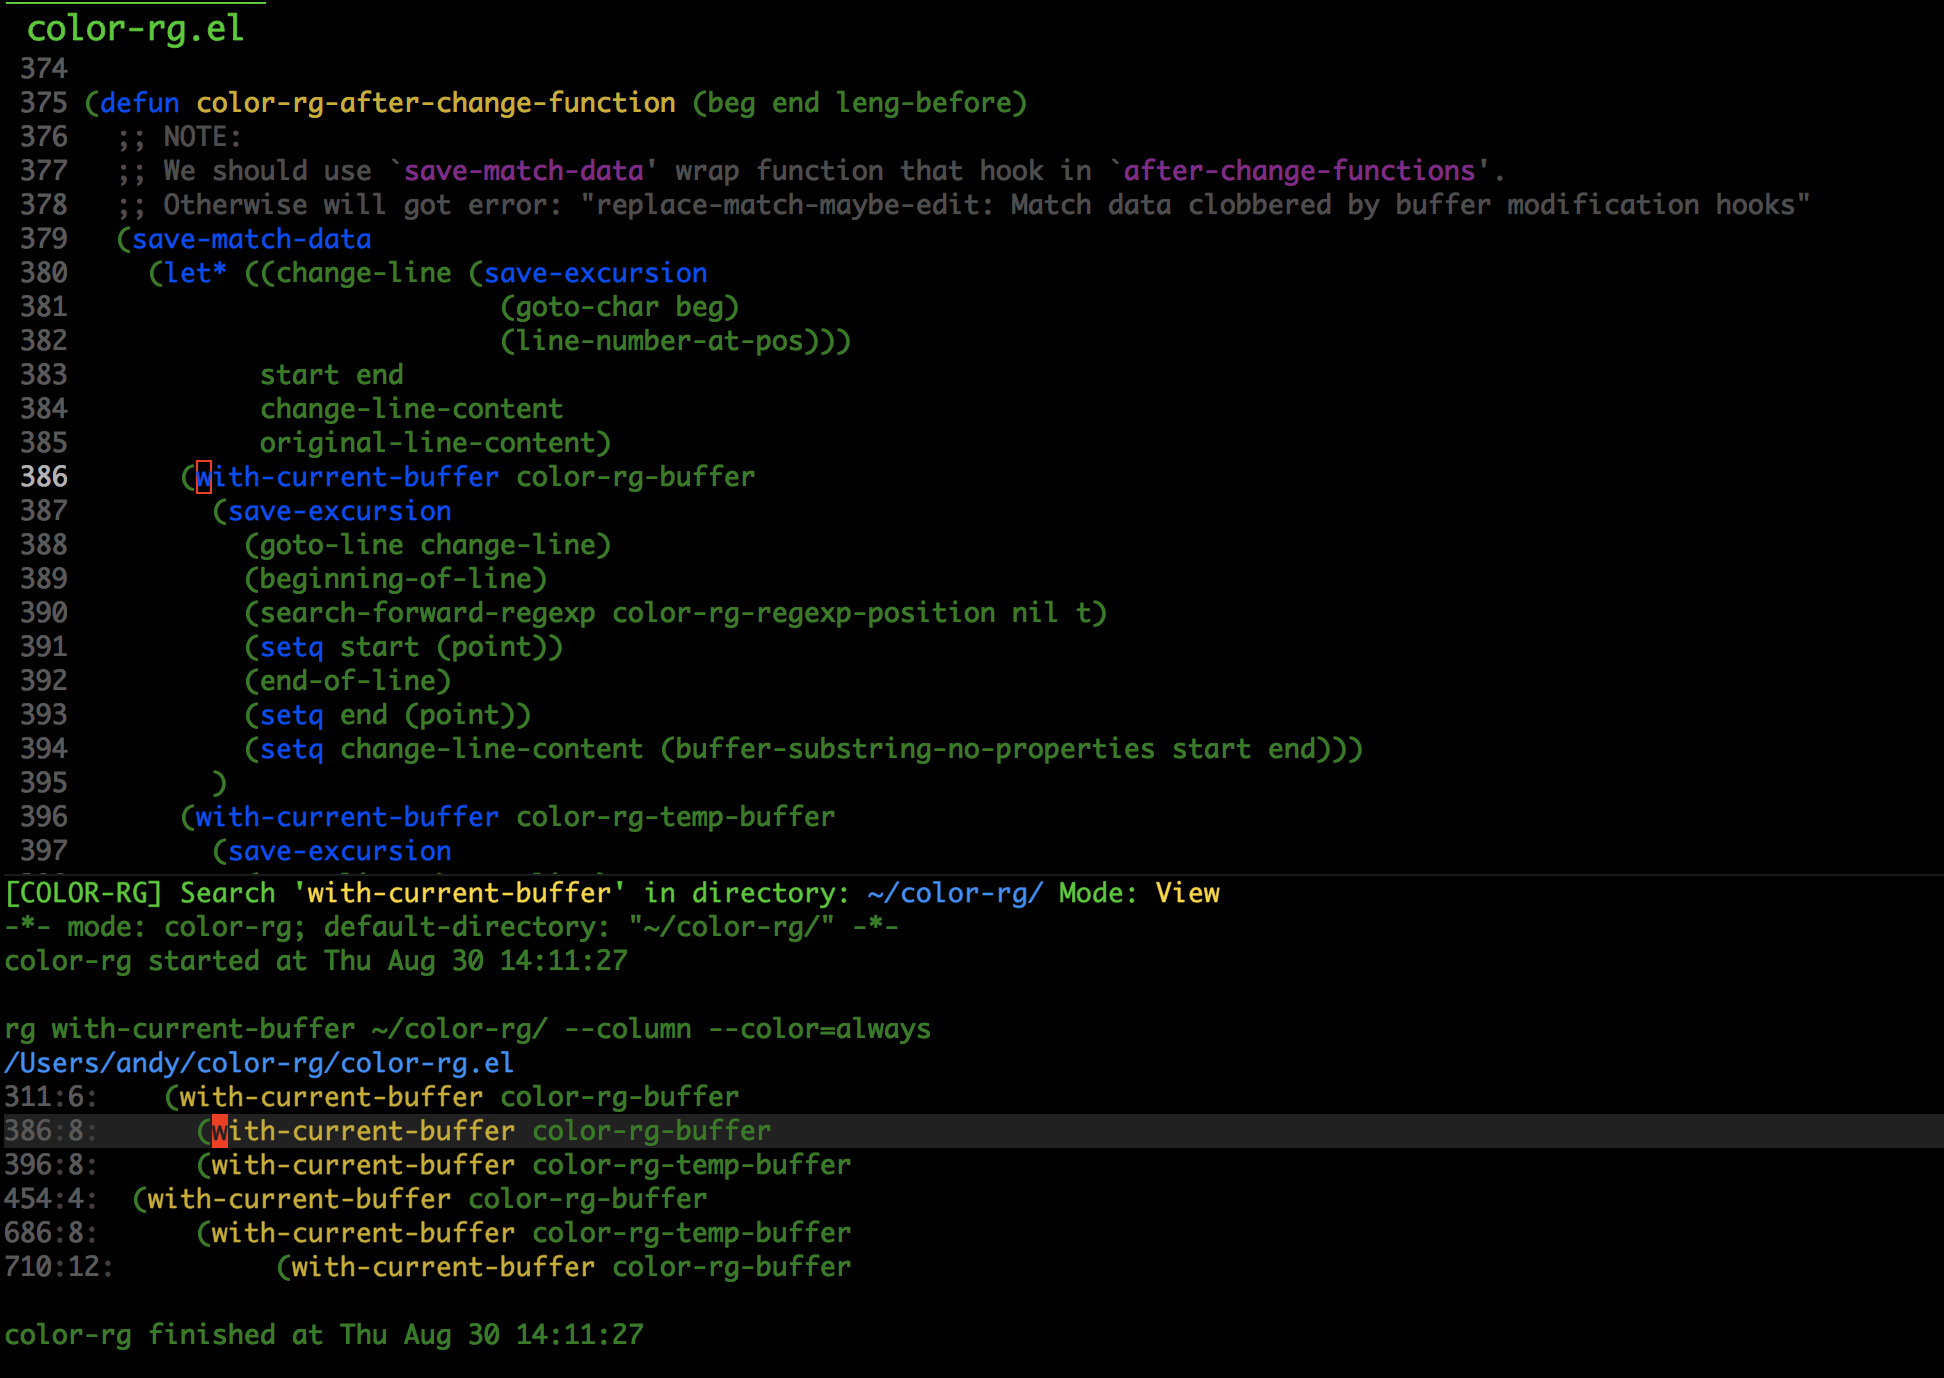 color-rg.el
374
375 (defun color-rg-after-change-function (beg end leng-before)
376   ;; NOTE:
377   ;; We should use `save-match-data' wrap function that hook in `after-change-functions'.
378   ;; Otherwise will got error: "replace-match-maybe-edit: Match data clobbered by buffer modification hooks"
379   (save-match-data
380     (let* ((change-line (save-excursion
381                           (goto-char beg)
382                           (line-number-at-pos)))
383            start end
384            change-line-content
385            original-line-content)
386       (with-current-buffer color-rg-buffer
387         (save-excursion
388           (goto-line change-line)
389           (beginning-of-line)
390           (search-forward-regexp color-rg-regexp-position nil t)
391           (setq start (point))
392           (end-of-line)
393           (setq end (point))
394           (setq change-line-content (buffer-substring-no-properties start end)))
395         )
396       (with-current-buffer color-rg-temp-buffer
397         (save-excursion
[COLOR-RG] Search 'with-current-buffer' in directory: ~/color-rg/ Mode: View
-*- mode: color-rg; default-directory: "~/color-rg/" -*-
color-rg started at Thu Aug 30 14:11:27

rg with-current-buffer ~/color-rg/ --column --color=always
/Users/andy/color-rg/color-rg.el
311:6:    (with-current-buffer color-rg-buffer
386:8:      (with-current-buffer color-rg-buffer
396:8:      (with-current-buffer color-rg-temp-buffer
454:4:  (with-current-buffer color-rg-buffer
686:8:      (with-current-buffer color-rg-temp-buffer
710:12:          (with-current-buffer color-rg-buffer

color-rg finished at Thu Aug 30 14:11:27